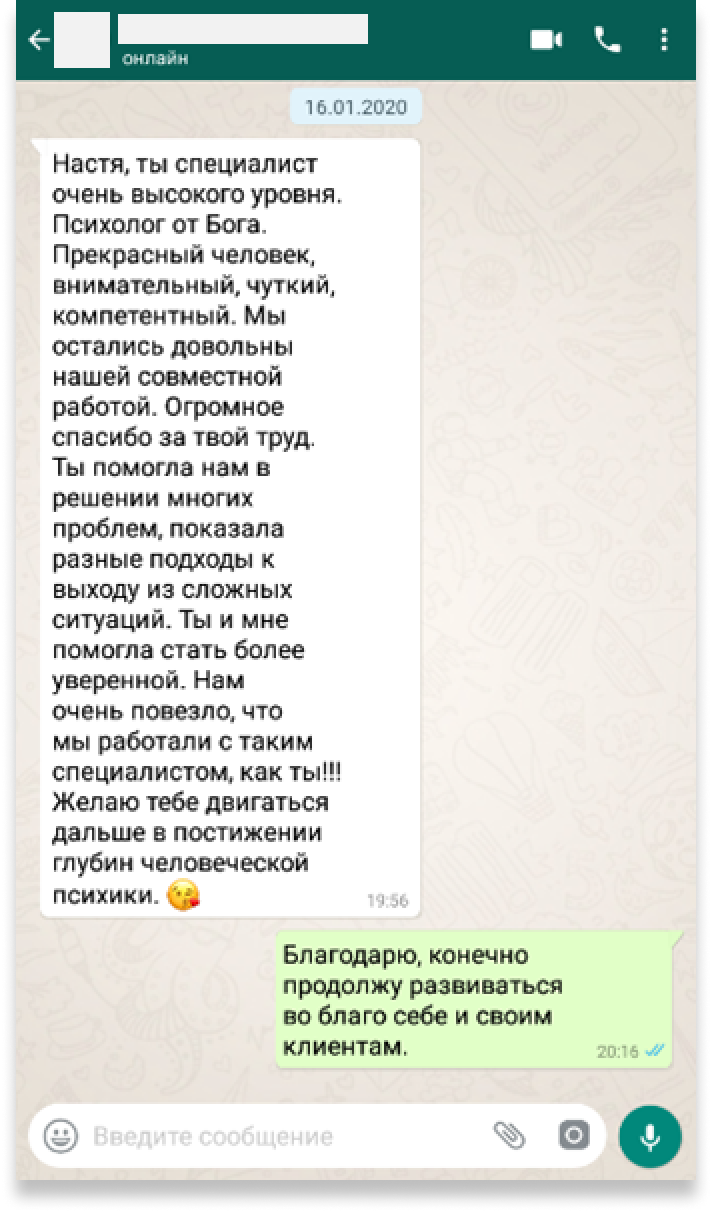 онлайн
16.01.2020
Настя, ты специалист
очень высокого уровня.
Психолог от Бога.
Прекрасный человек,
внимательный, чуткий,
компетентный. Мы
остались довольны
нашей совместной
работой. Огромное
спасибо за твой труд.
Ты помогла нам в
решении многих
проблем, показала
разные подходы к
выходу из сложных
ситуаций. Ты и мне
помогла стать более
уверенной. Нам
очень повезло, что
мы работали с таким
специалистом, как ты!!!
Желаю тебе двигаться
дальше в постижении
глубин человеческой
психики. 😘
19:56
Благодарю, конечно
продолжу развиваться
во благо себе и своим
клиентам.
20:16
Введите сообщение